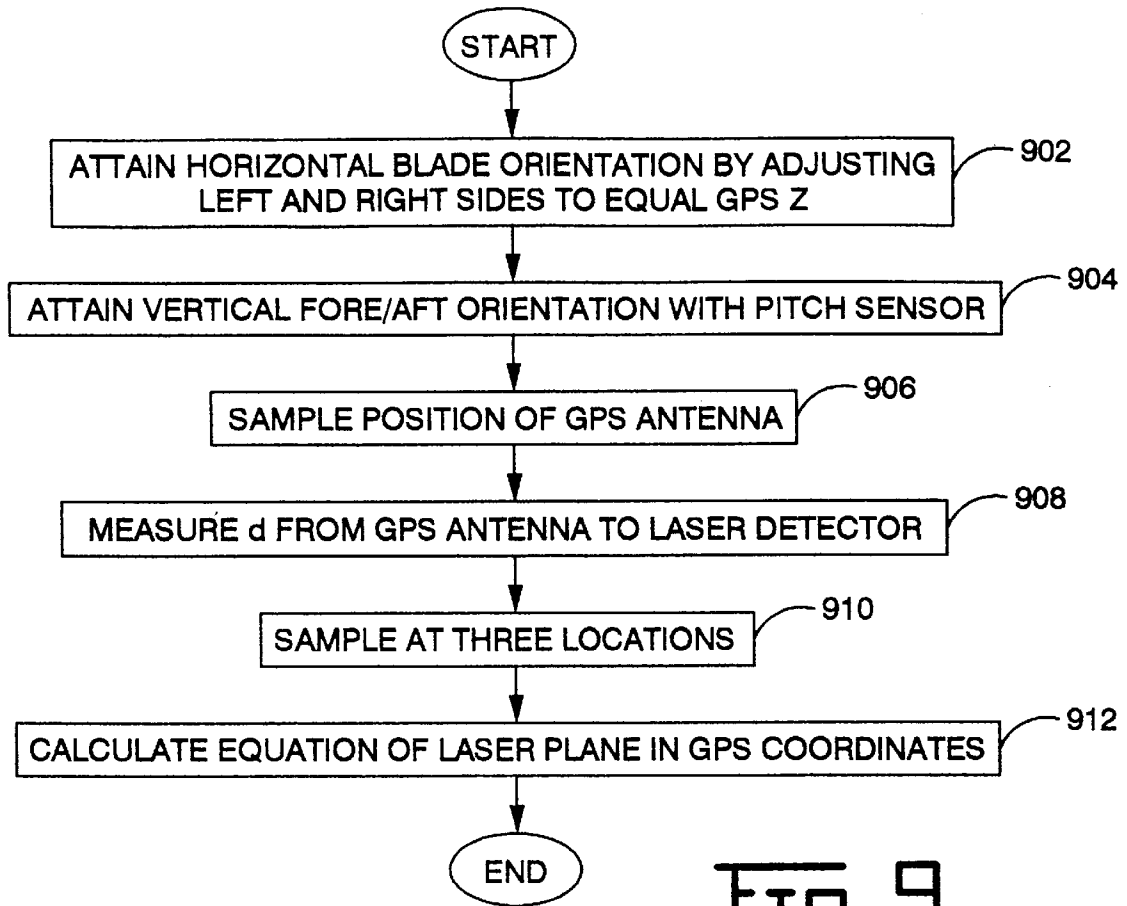 START
ATTAIN HORIZONTAL BLADE ORIENTATION BY ADJUSTING
LEFT AND RIGHT SIDES TO EQUAL GPS Z
902
ATTAIN VERTICAL FORE/AFT ORIENTATION WITH PITCH SENSOR
904
SAMPLE POSITION OF GPS ANTENNA
906
MEASURE d FROM GPS ANTENNA TO LASER DETECTOR
908
SAMPLE AT THREE LOCATIONS
910
CALCULATE EQUATION OF LASER PLANE IN GPS COORDINATES
912
END
FIG 9